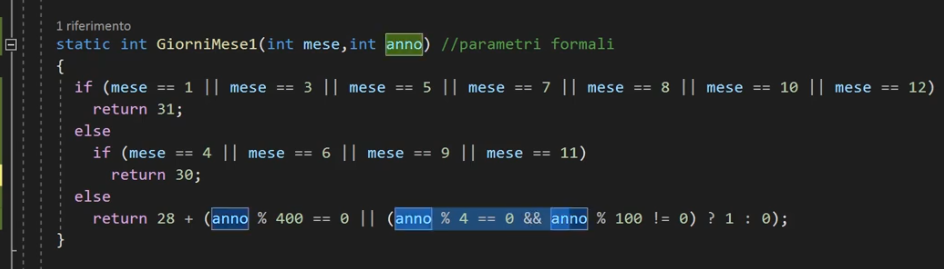 1 riferimento
static int GiorniMese1(int mese,int anno) //parametri formali
{
if (mese == 1 || mese == 3 || mese == 5 || mese == 7 || mese == 8 || mese == 10 || mese == 12)
return 31;
else
if (mese == 4 || mese == 6 || mese == 9 || mese == 11)
return 30;
else
return 28 + (anno % 400 == 0 || (anno % 4 == 0 && anno % 100 != 0) ? 1 : 0);
}